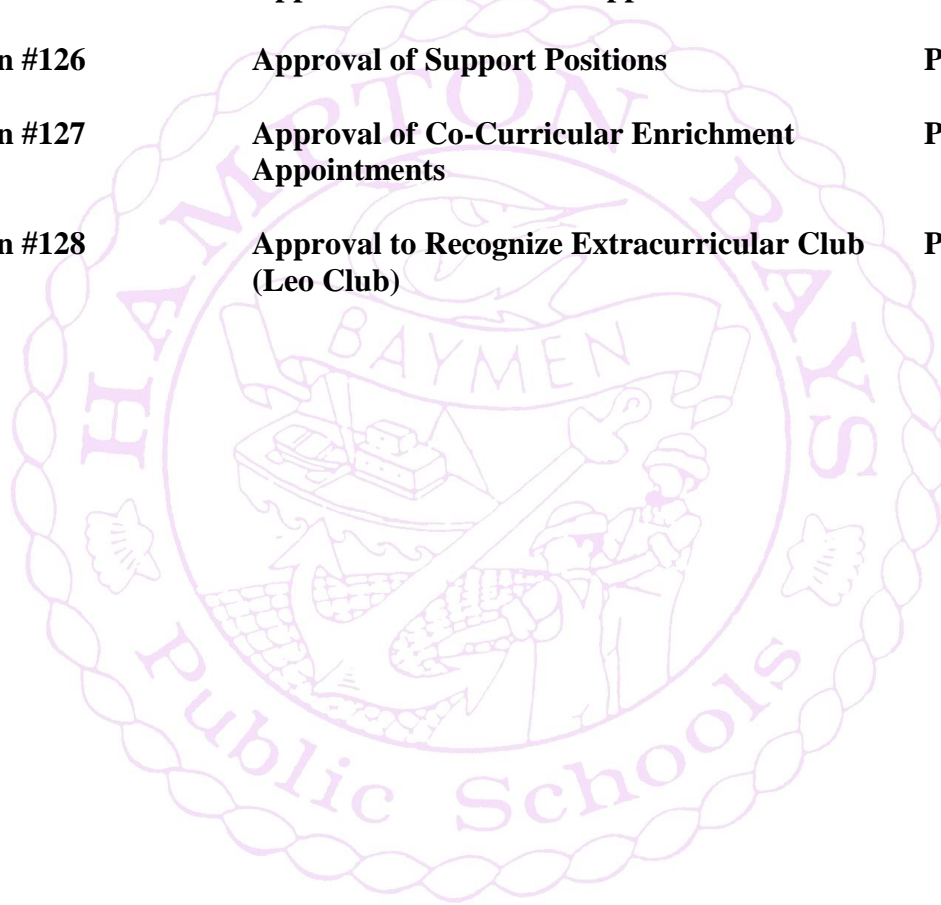 n #126 Approval of Support Positions P
n #127 Approval of Co-Curricular Enrichment P
Appointments
n #128 Approval to Recognize Extracurricular Club P
(Leo Club)
HAMPTON BAYS
BAYMEN
Public Schools